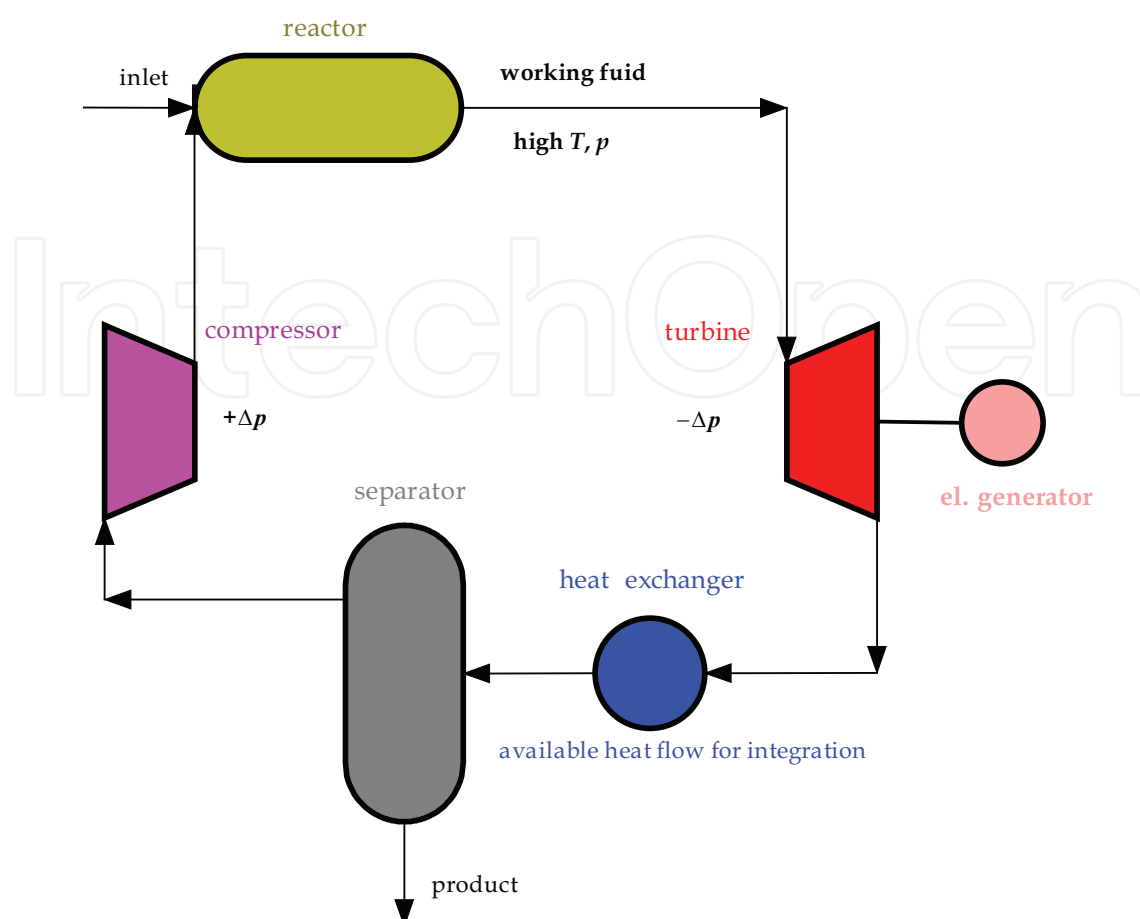 reactor
inlet
working fuid
high T, p
IntechOpen
compressor
turbine
+Δp
−Δp
separator
el. generator
heat exchanger
available heat flow for integration
product